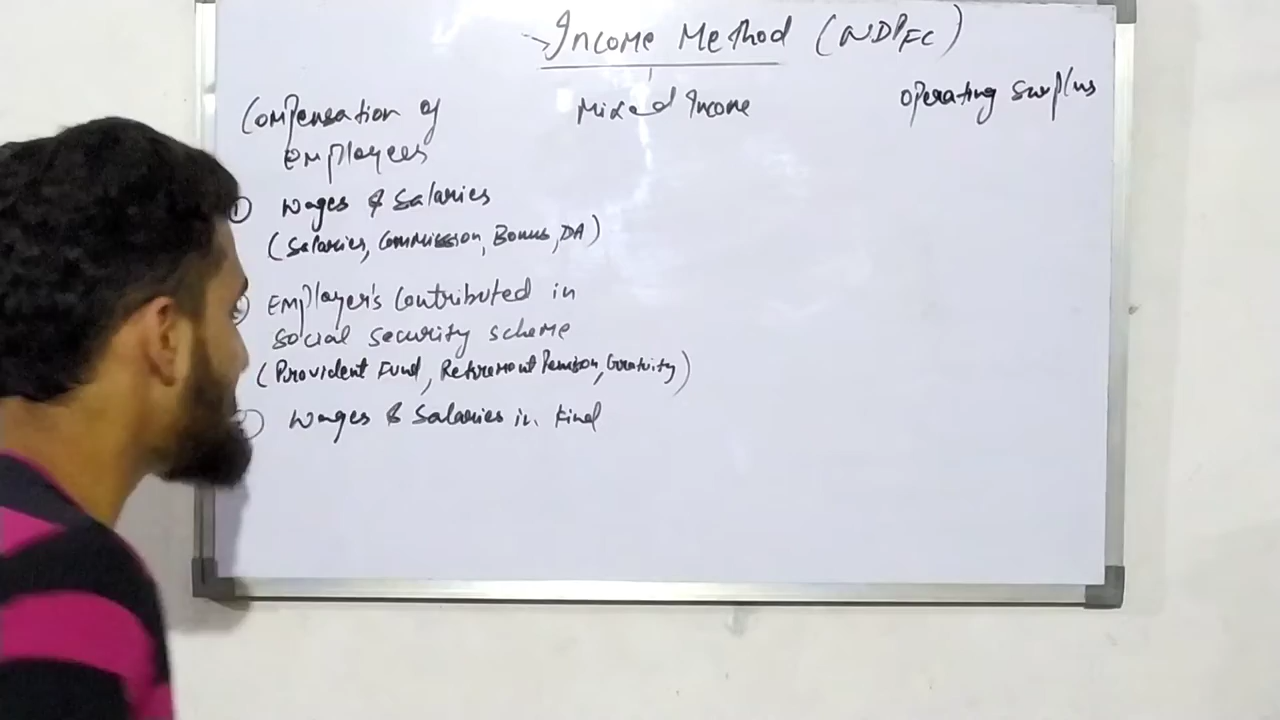 Income Method (NDPFC)
Compensation of
Employees
Mixed Income
operating surplus
① wages & salaries
(Salaries, Commission, Bonus, DA)
Employer's contributed in
social security scheme
(Provident Fund, Retirement Pension, Gratuity)
wages & salaries in kind